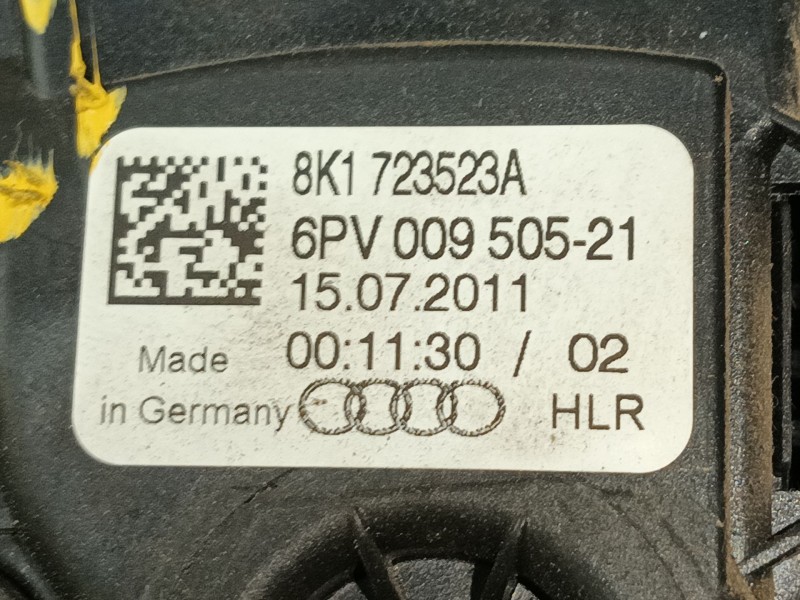 8K1 723523A
6PV 009 505-21
15.07.2011
00:11:30 / 02
Made
in Germany
HLR